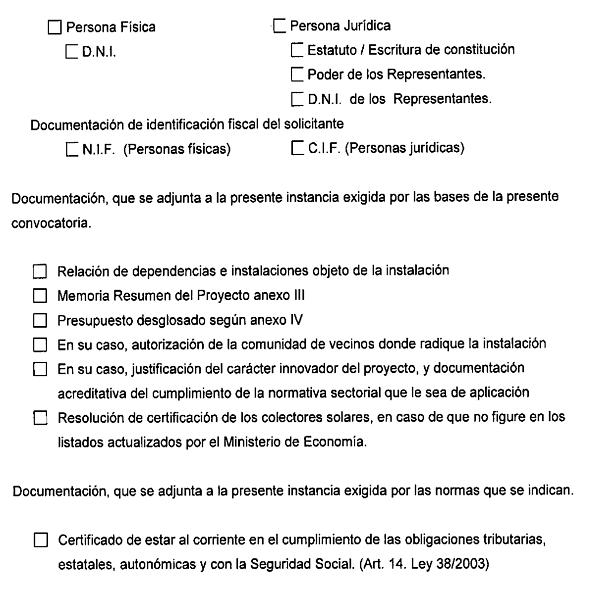 Persona Física
Persona Jurídica
D.N.I.
Estatuto / Escritura de constitución
Poder de los Representantes.
D.N.I. de los Representantes.
Documentación de identificación fiscal del solicitante
N.I.F. (Personas físicas)
C.I.F. (Personas jurídicas)
Documentación, que se adjunta a la presente instancia exigida por las bases de la presente
convocatoria.
Relación de dependencias e instalaciones objeto de la instalación
Memoria Resumen del Proyecto anexo III
Presupuesto desglosado según anexo IV
En su caso, autorización de la comunidad de vecinos donde radique la instalación
En su caso, justificación del carácter innovador del proyecto, y documentación
acreditativa del cumplimiento de la normativa sectorial que le sea de aplicación
Resolución de certificación de los colectores solares, en caso de que no figure en los
listados actualizados por el Ministerio de Economía.
Documentación, que se adjunta a la presente instancia exigida por las normas que se indican.
Certificado de estar al corriente en el cumplimiento de las obligaciones tributarias,
estatales, autonómicas y con la Seguridad Social. (Art. 14. Ley 38/2003)